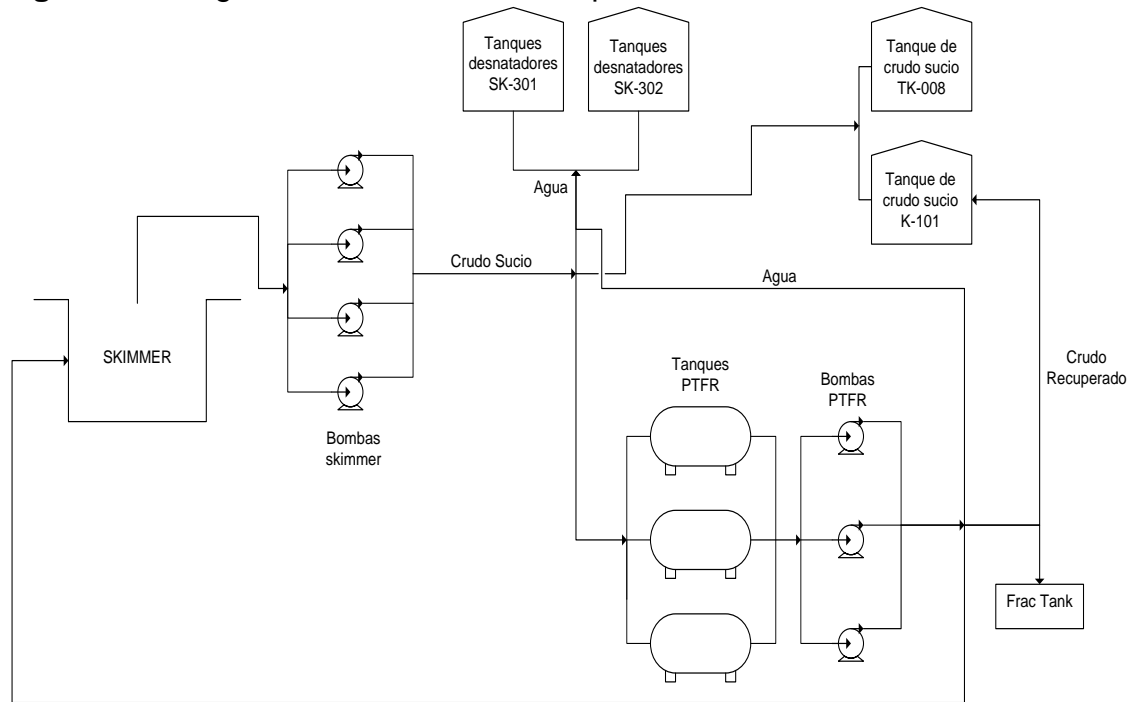 Tanques
desnatadores
SK-301
Tanques
desnatadores
SK-302
Tanque de
crudo sucio
TK-008
Tanque de
crudo sucio
K-101
Agua
Crudo Sucio
Agua
SKIMMER
Bombas
skimmer
Tanques
PTFR
Bombas
PTFR
Crudo
Recuperado
Frac Tank